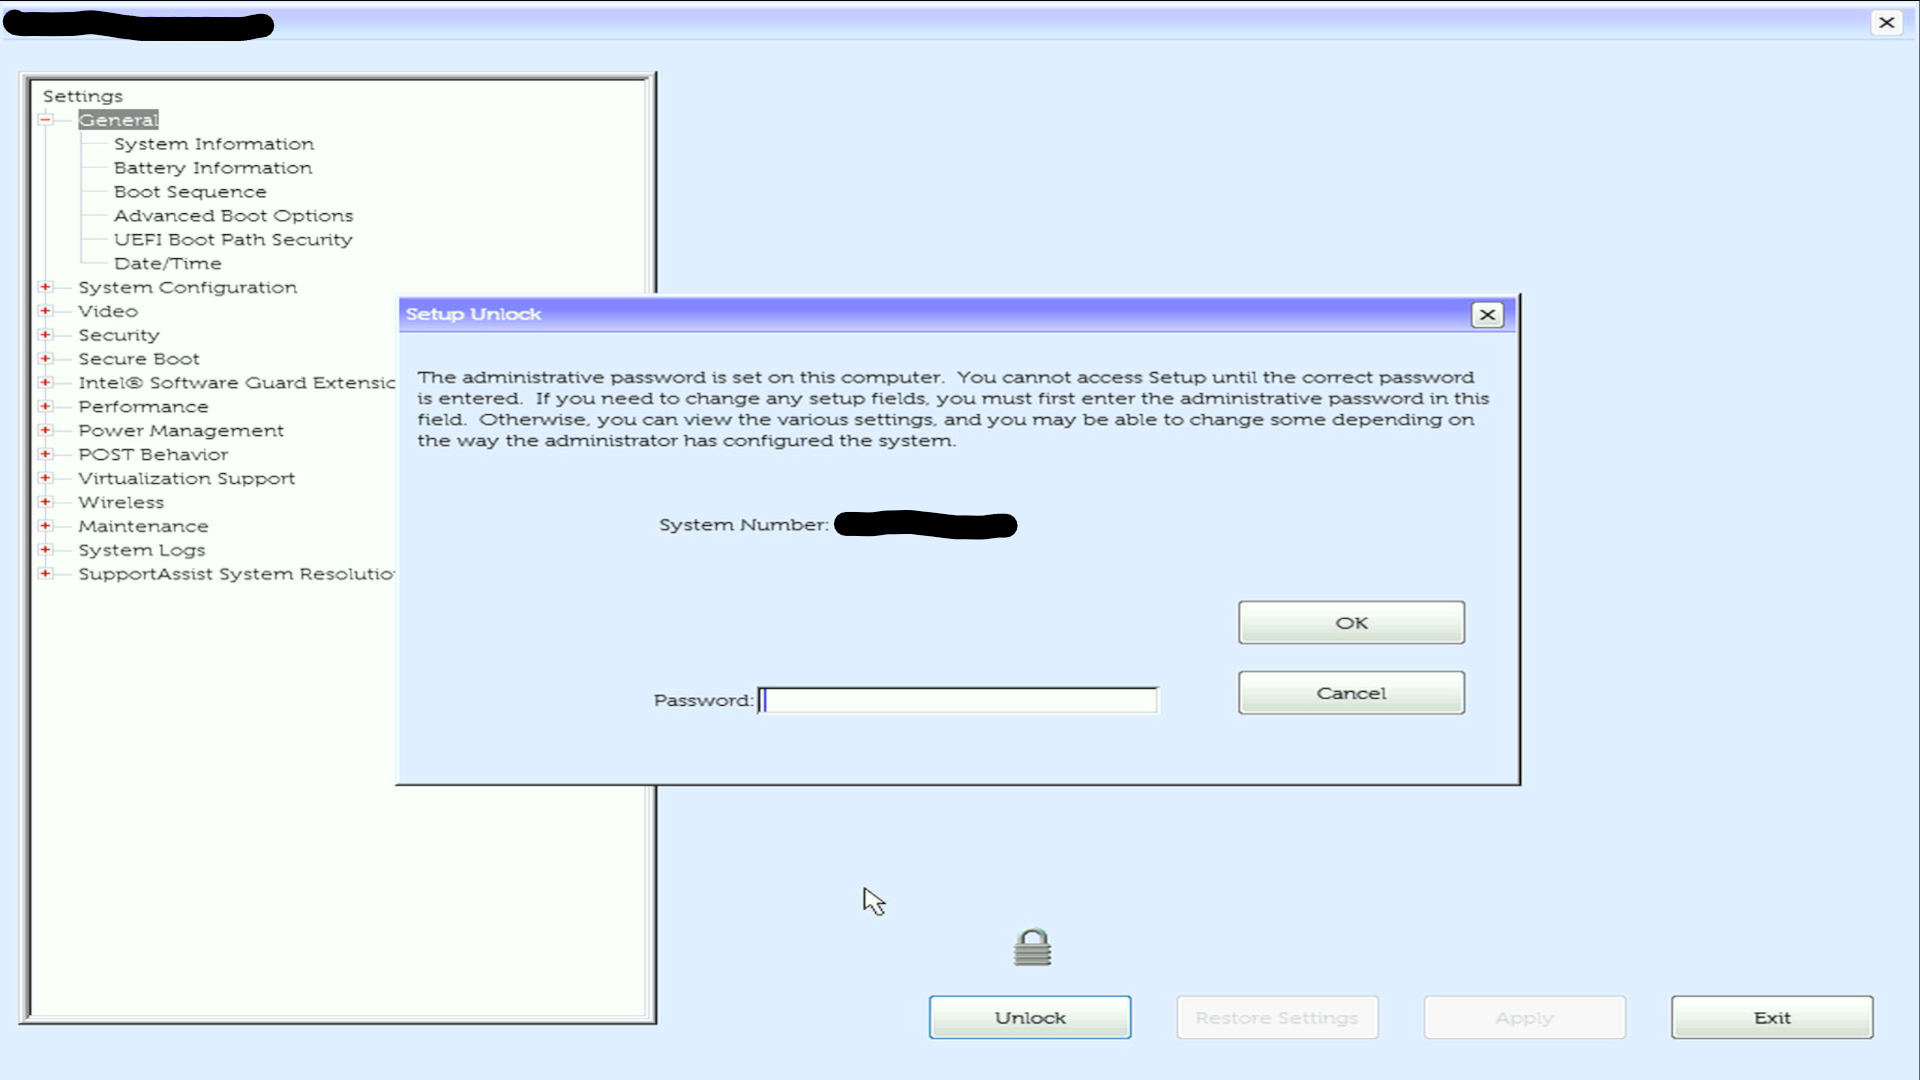 Settings
General
System Information
Battery Information
Boot Sequence
Advanced Boot Options
UEFI Boot Path Security
Date/Time
System Configuration
Video
Security
Secure Boot
Intel® Software Guard Extensio
Performance
Power Management
POST Behavior
Virtualization Support
Wireless
Maintenance
System Logs
SupportAssist System Resolutio
Setup Unlock
The administrative password is set on this computer.  You cannot access Setup until the correct password
is entered.  If you need to change any setup fields, you must first enter the administrative password in this
field.  Otherwise, you can view the various settings, and you may be able to change some depending on
the way the administrator has configured the system.
System Number:
OK
Password:
Cancel
Unlock
Restore Settings
Apply
Exit